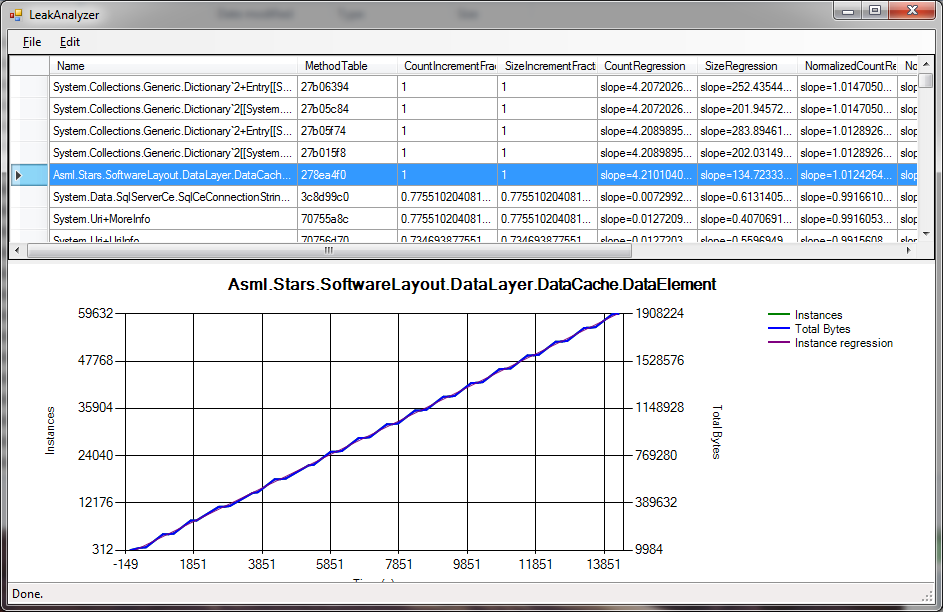 LeakAnalyzer
File Edit
Name MethodTable CountIncrementFrac SizeIncrementFract CountRegression SizeRegression NormalizedCountRe No
System.Collections.Generic.Dictionary`2+Entry[[S... 27b06394 1 1 slope=4.2072026... slope=252.43544... slope=1.0147050... slop
System.Collections.Generic.Dictionary`2[[System.... 27b05c84 1 1 slope=4.2072026... slope=201.94572... slope=1.0147050... slop
System.Collections.Generic.Dictionary`2+Entry[[S... 27b05f74 1 1 slope=4.2089895... slope=283.89461... slope=1.0128926... slop
System.Collections.Generic.Dictionary`2[[System.... 27b015f8 1 1 slope=4.2089895... slope=202.03149... slope=1.0128926... slop
Asml.Stars.SoftwareLayout.DataLayer.DataCach... 278ea4f0 1 1 slope=4.2101040... slope=134.72333... slope=1.0124264... slop
System.Data.SqlServerCe.SqlCeConnectionStrin... 3c8d99c0 0.775510204081... 0.775510204081... slope=0.0072992... slope=0.6131405... slope=0.9916610... slop
System.Uri+MoreInfo 70755a8c 0.775510204081... 0.775510204081... slope=0.0127209... slope=0.4070691... slope=0.9916053... slop
System.Uri+UriInfo 70756d70 0.734693877551... 0.734693877551... slope=0.0127203... slope=0.5596949... slope=0.9915608... slop
Asml.Stars.SoftwareLayout.DataLayer.DataCache.DataElement
59632
47768
35904
24040
12176
312
Instances
1908224
1528576
1148928
769280
389632
9984
Total Bytes
-149 1851 3851 5851 7851 9851 11851 13851
Instances
Total Bytes
Instance regression
Done.